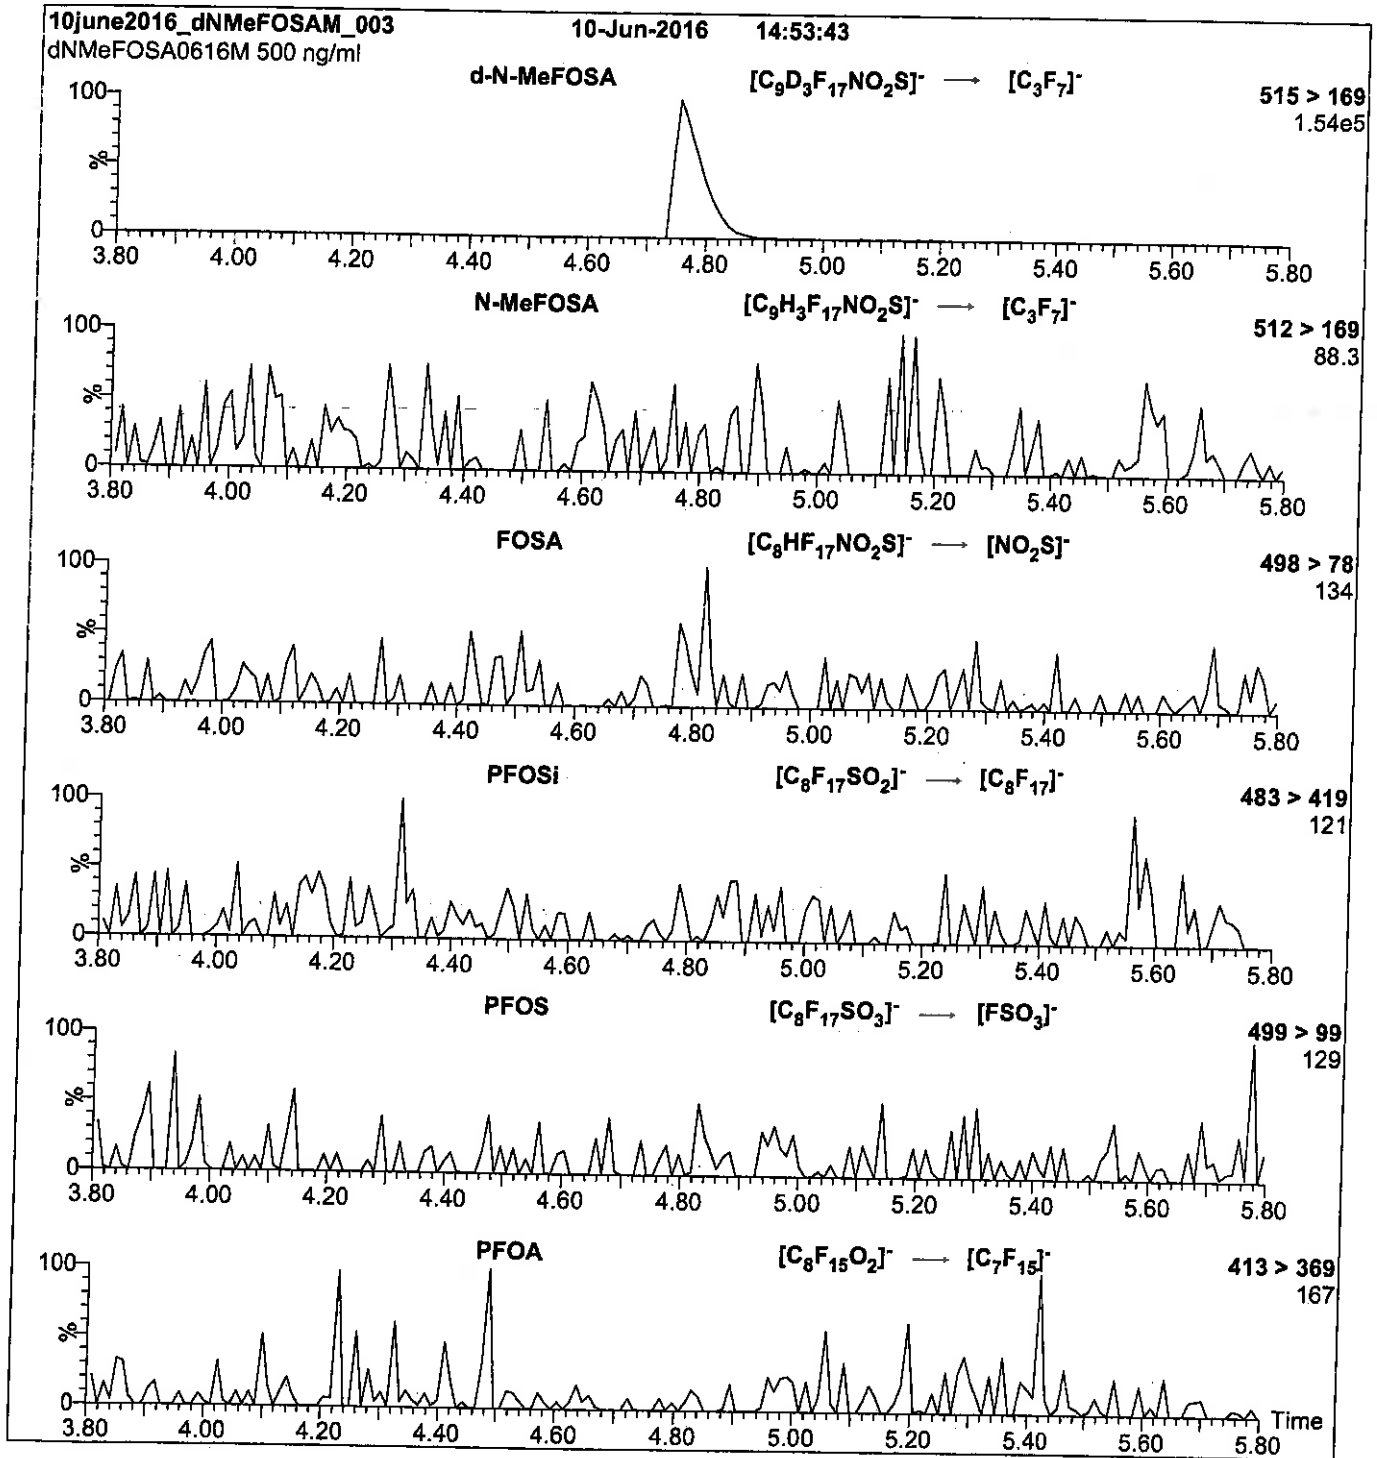 10june2016_dNMeFOSAM_003 10-Jun-2016 14:53:43
dNMeFOSA0616M 500 ng/ml
d-N-MeFOSA [C₉D₃F₁₇NO₂S]⁻ → [C₃F₇]⁻ 515 > 169
1.54e5
100
%
0
3.80 4.00 4.20 4.40 4.60 4.80 5.00 5.20 5.40 5.60 5.80
N-MeFOSA [C₉H₃F₁₇NO₂S]⁻ → [C₃F₇]⁻ 512 > 169
88.3
100
%
0
3.80 4.00 4.20 4.40 4.60 4.80 5.00 5.20 5.40 5.60 5.80
FOSA [C₈HF₁₇NO₂S]⁻ → [NO₂S]⁻ 498 > 78
134
100
%
0
3.80 4.00 4.20 4.40 4.60 4.80 5.00 5.20 5.40 5.60 5.80
PFOSi [C₈F₁₇SO₂]⁻ → [C₈F₁₇]⁻ 483 > 419
121
100
%
0
3.80 4.00 4.20 4.40 4.60 4.80 5.00 5.20 5.40 5.60 5.80
PFOS [C₈F₁₇SO₃]⁻ → [FSO₃]⁻ 499 > 99
129
100
%
0
3.80 4.00 4.20 4.40 4.60 4.80 5.00 5.20 5.40 5.60 5.80
PFOA [C₈F₁₅O₂]⁻ → [C₇F₁₅]⁻ 413 > 369
167
100
%
0
3.80 4.00 4.20 4.40 4.60 4.80 5.00 5.20 5.40 5.60 5.80 Time